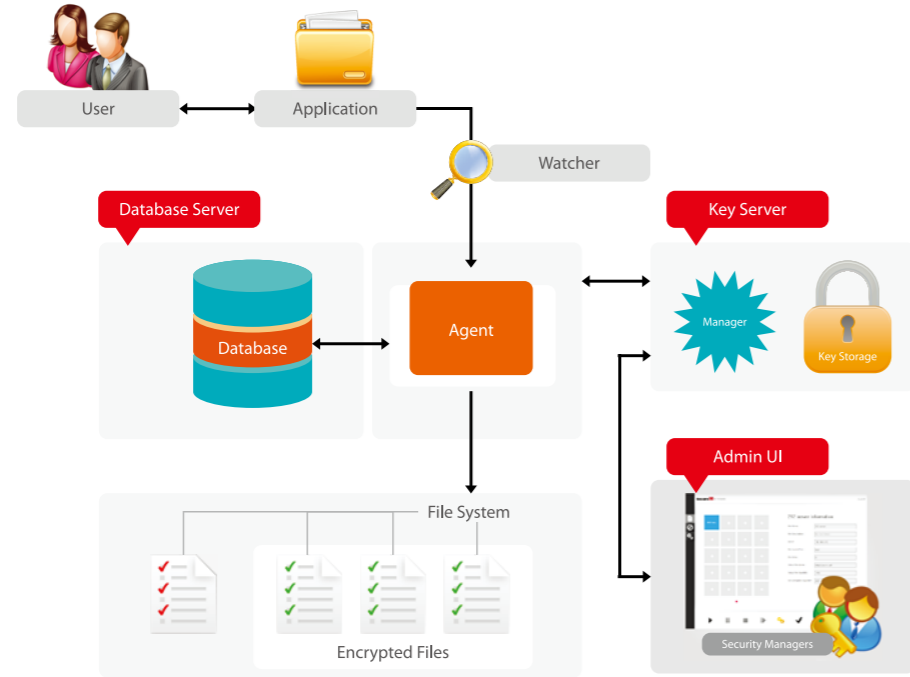 User
Application
Watcher
Database Server
Key Server
Database
Agent
Manager
Key Storage
Admin UI
File System
Encrypted Files
Security Managers